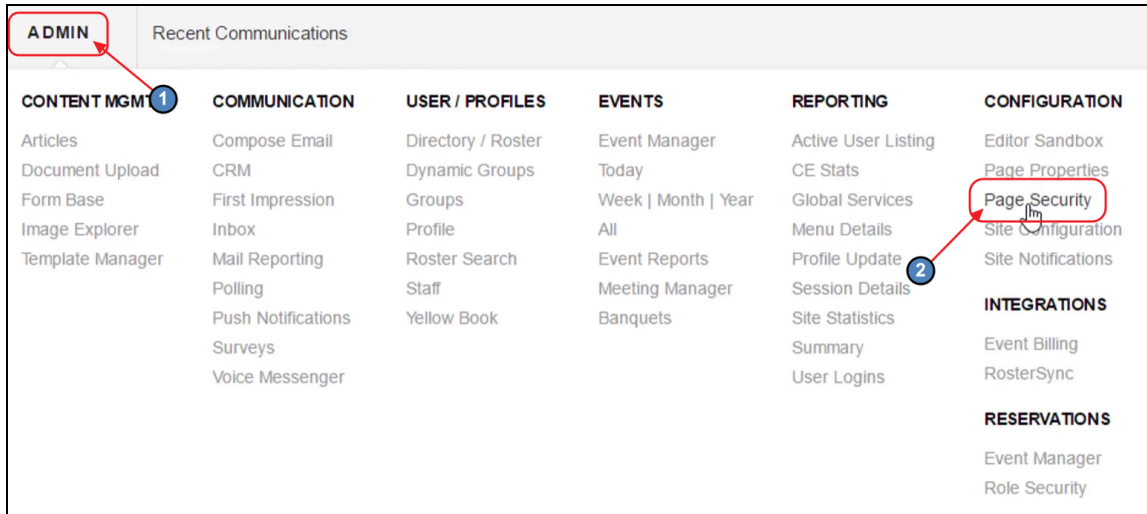 ADMIN
Recent Communications
1
CONTENT MGMT
Articles
Document Upload
Form Base
Image Explorer
Template Manager
COMMUNICATION
Compose Email
CRM
First Impression
Inbox
Mail Reporting
Polling
Push Notifications
Surveys
Voice Messenger
USER / PROFILES
Directory / Roster
Dynamic Groups
Groups
Profile
Roster Search
Staff
Yellow Book
EVENTS
Event Manager
Today
Week | Month | Year
All
Event Reports
Meeting Manager
Banquets
REPORTING
Active User Listing
CE Stats
Global Services
Menu Details
Profile Update
Session Details
Site Statistics
Summary
User Logins
2
CONFIGURATION
Editor Sandbox
Page Properties
Page Security
Site Configuration
Site Notifications
INTEGRATIONS
Event Billing
RosterSync
RESERVATIONS
Event Manager
Role Security